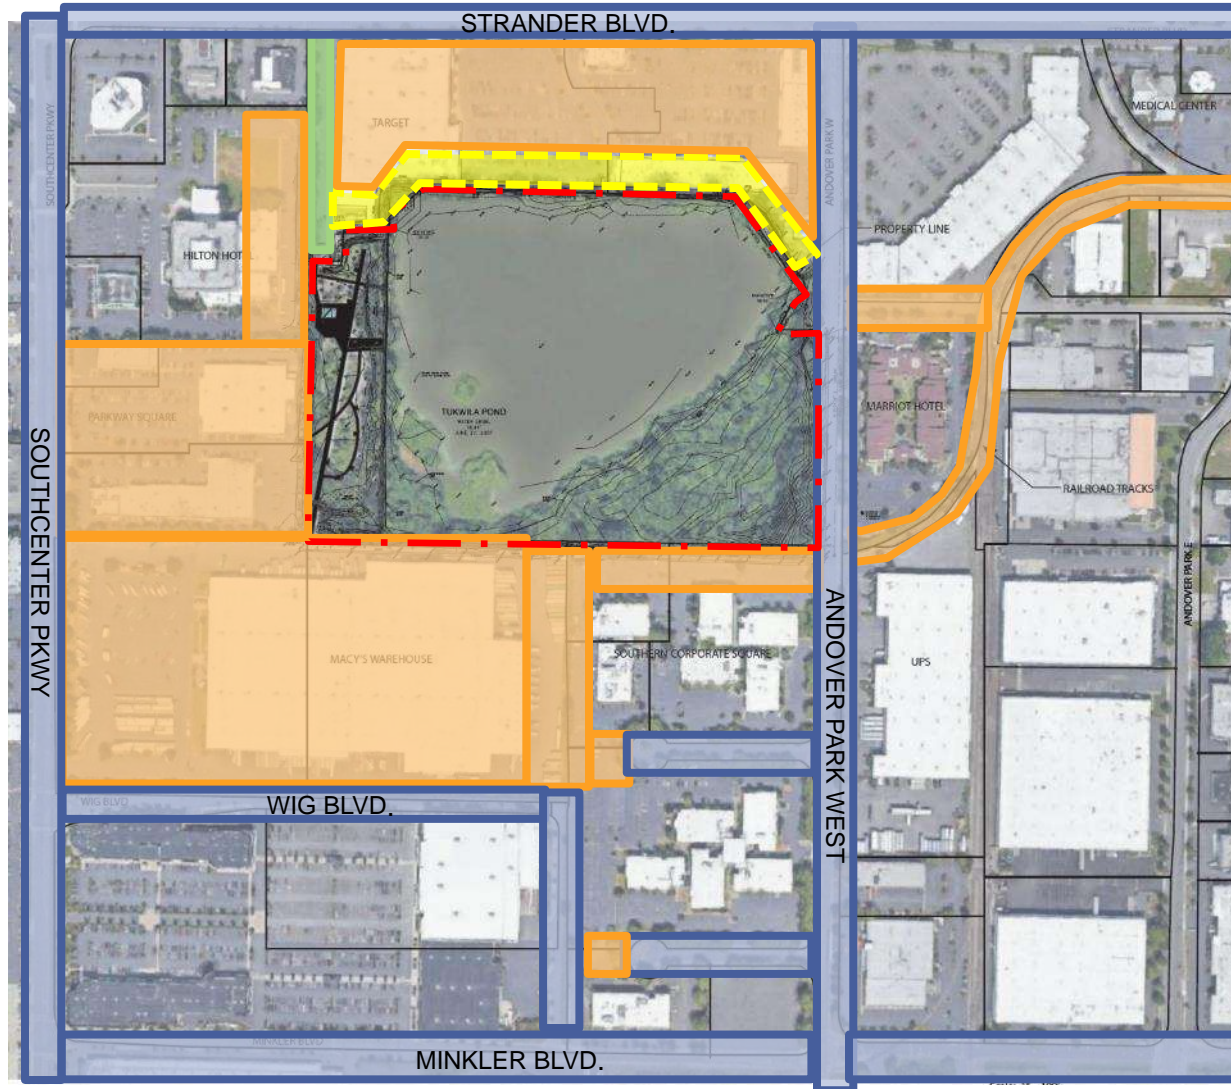 STRANDER BLVD.
SOUTHCENTER PKWY
ANDOVER PARK W
MEDICAL CENTER
TARGET
PROPERTY LINE
HILTON HOTEL
TUKWILA POND
PARKWAY SQUARE
MARRIOT HOTEL
RAILROAD TRACKS
SOUTHCENTER PKWY
ANDOVER PARK E
MACY'S WAREHOUSE
SOUTHERN CORPORATE SQUARE
UPS
ANDOVER PARK WEST
WIG BLVD
WIG BLVD.
MINKLER BLVD
MINKLER BLVD.